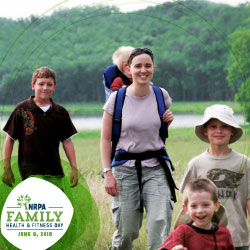 NRPA
FAMILY
HEALTH & FITNESS DAY
JUNE 9, 2018